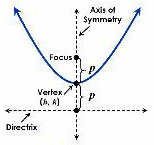 Axis of
Symmetry
Focus
p
Vertex
(h, k)
p
Directrix